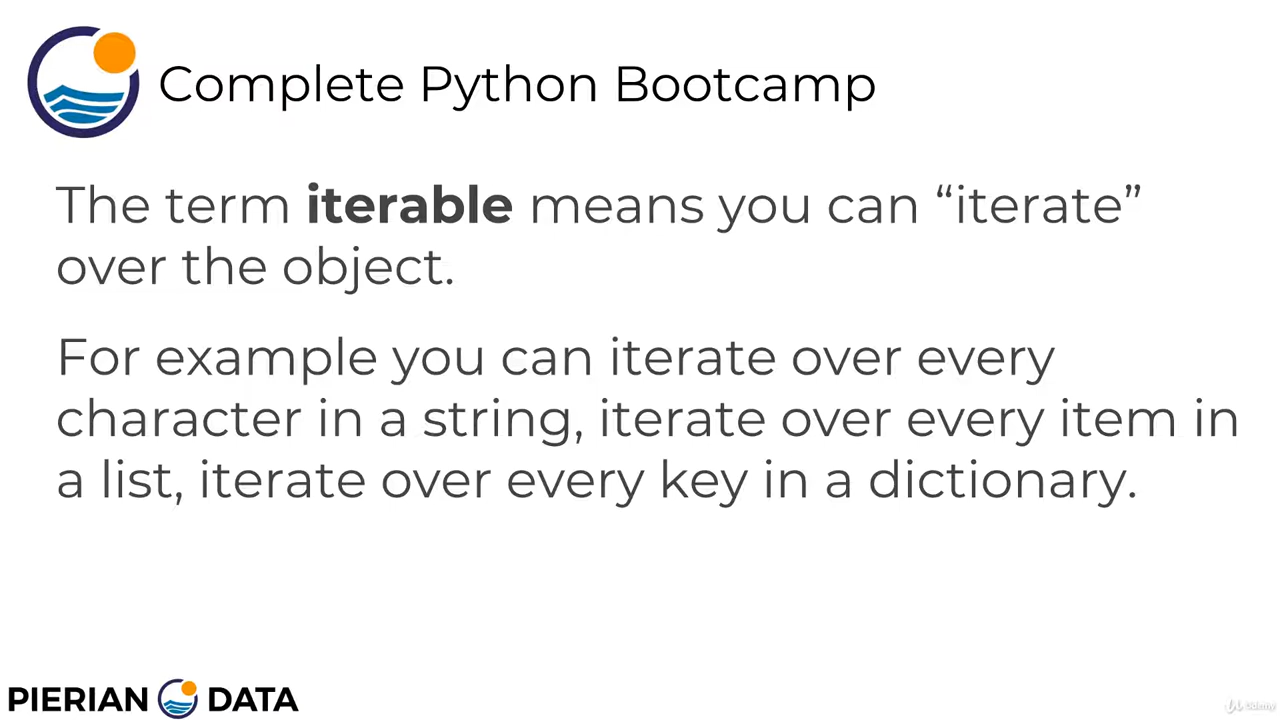 Complete Python Bootcamp
The term iterable means you can “iterate”
over the object.
For example you can iterate over every
character in a string, iterate over every item in
a list, iterate over every key in a dictionary.
PIERIAN DATA
Udemy